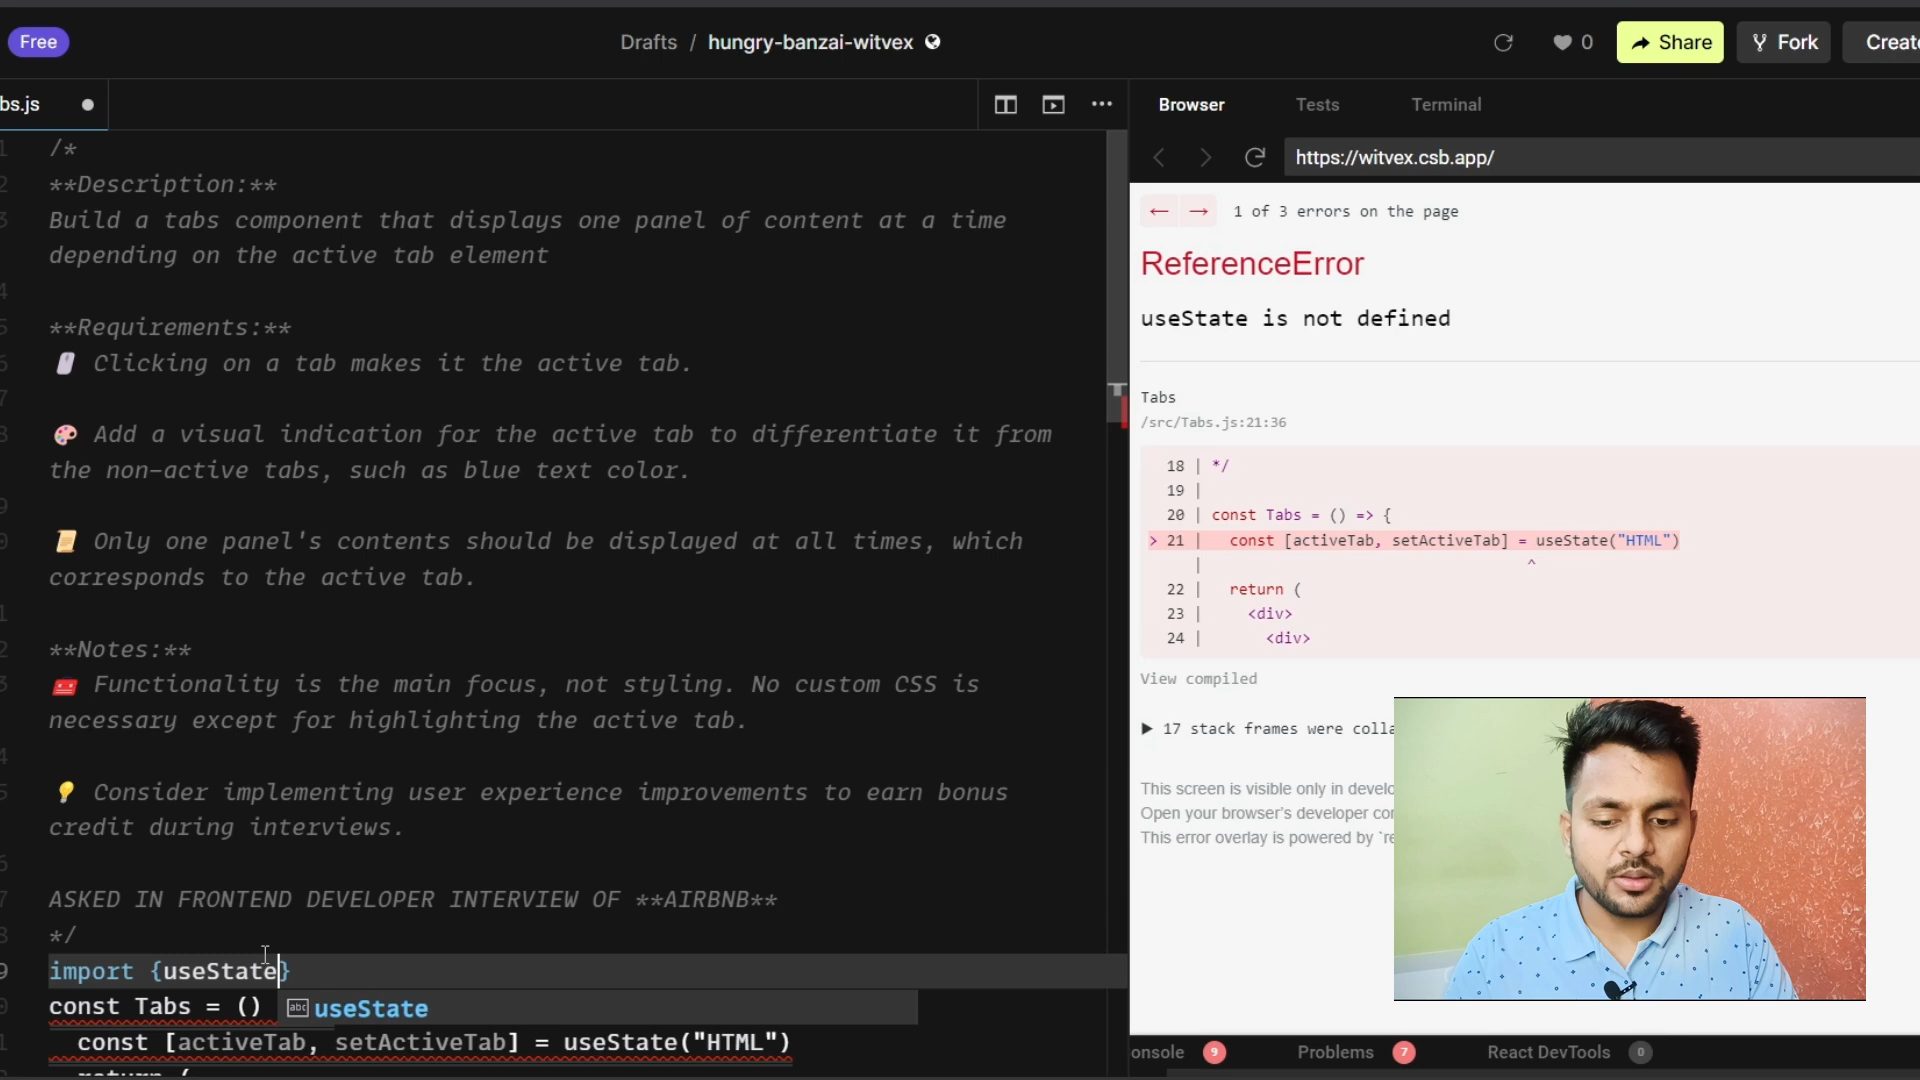 Free
Drafts / hungry-banzai-witvex
0
Share
Fork
Create
bs.js
/*
**Description:**
Build a tabs component that displays one panel of content at a time
depending on the active tab element
**Requirements:**
🖱️ Clicking on a tab makes it the active tab.
🎨 Add a visual indication for the active tab to differentiate it from
the non-active tabs, such as blue text color.
📜 Only one panel's contents should be displayed at all times, which
corresponds to the active tab.
**Notes:**
🧰 Functionality is the main focus, not styling. No custom CSS is
necessary except for highlighting the active tab.
💡 Consider implementing user experience improvements to earn bonus
credit during interviews.
ASKED IN FRONTEND DEVELOPER INTERVIEW OF **AIRBNB**
*/
import {useState}
const Tabs = ()
abc useState
const [activeTab, setActiveTab] = useState("HTML")
return (
Browser Tests Terminal
https://witvex.csb.app/
← → 1 of 3 errors on the page
ReferenceError
useState is not defined
Tabs
/src/Tabs.js:21:36
18 | */
19 |
20 | const Tabs = () => {
> 21 | const [activeTab, setActiveTab] = useState("HTML")
| ^
22 | return (
23 | <div>
24 | <div>
View compiled
▶ 17 stack frames were colla
This screen is visible only in develo
Open your browser's developer con
This error overlay is powered by `re
onsole 9 Problems 7 React DevTools 0